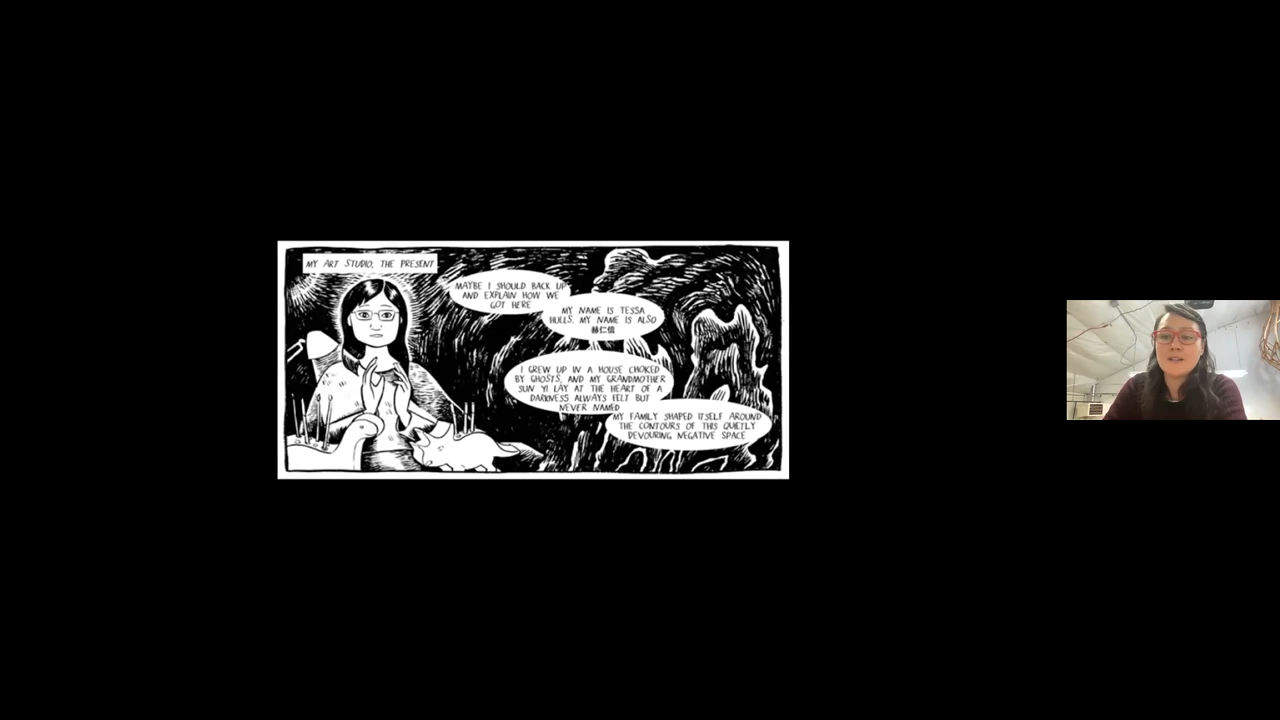 MY ART STUDIO, THE PRESENT
MAYBE I SHOULD BACK UP
AND EXPLAIN HOW WE
GOT HERE
MY NAME IS TESSA
HULLS. MY NAME IS ALSO
赫仁信
I GREW UP IN A HOUSE CHOKED
BY GHOSTS, AND MY GRANDMOTHER
SUN YI LAY AT THE HEART OF A
DARKNESS ALWAYS FELT BUT
NEVER NAMED
MY FAMILY SHAPED ITSELF AROUND
THE CONTOURS OF THIS QUIETLY
DEVOURING NEGATIVE SPACE